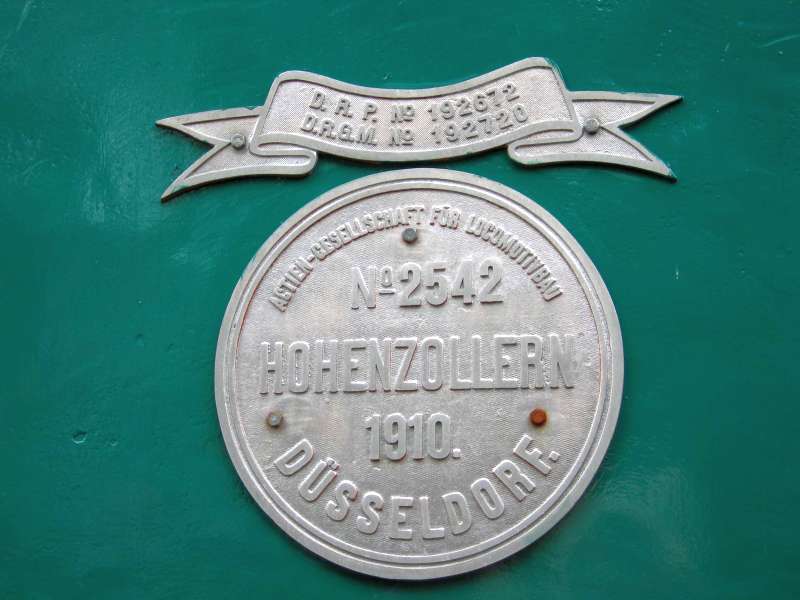 D. R. P. No 192672
D.R.G.M. No 192720
ACTIEN-GESELLSCHAFT FÜR LOCOMOTIVBAU
No 2542
HOHENZOLLERN
1910.
DÜSSELDORF.